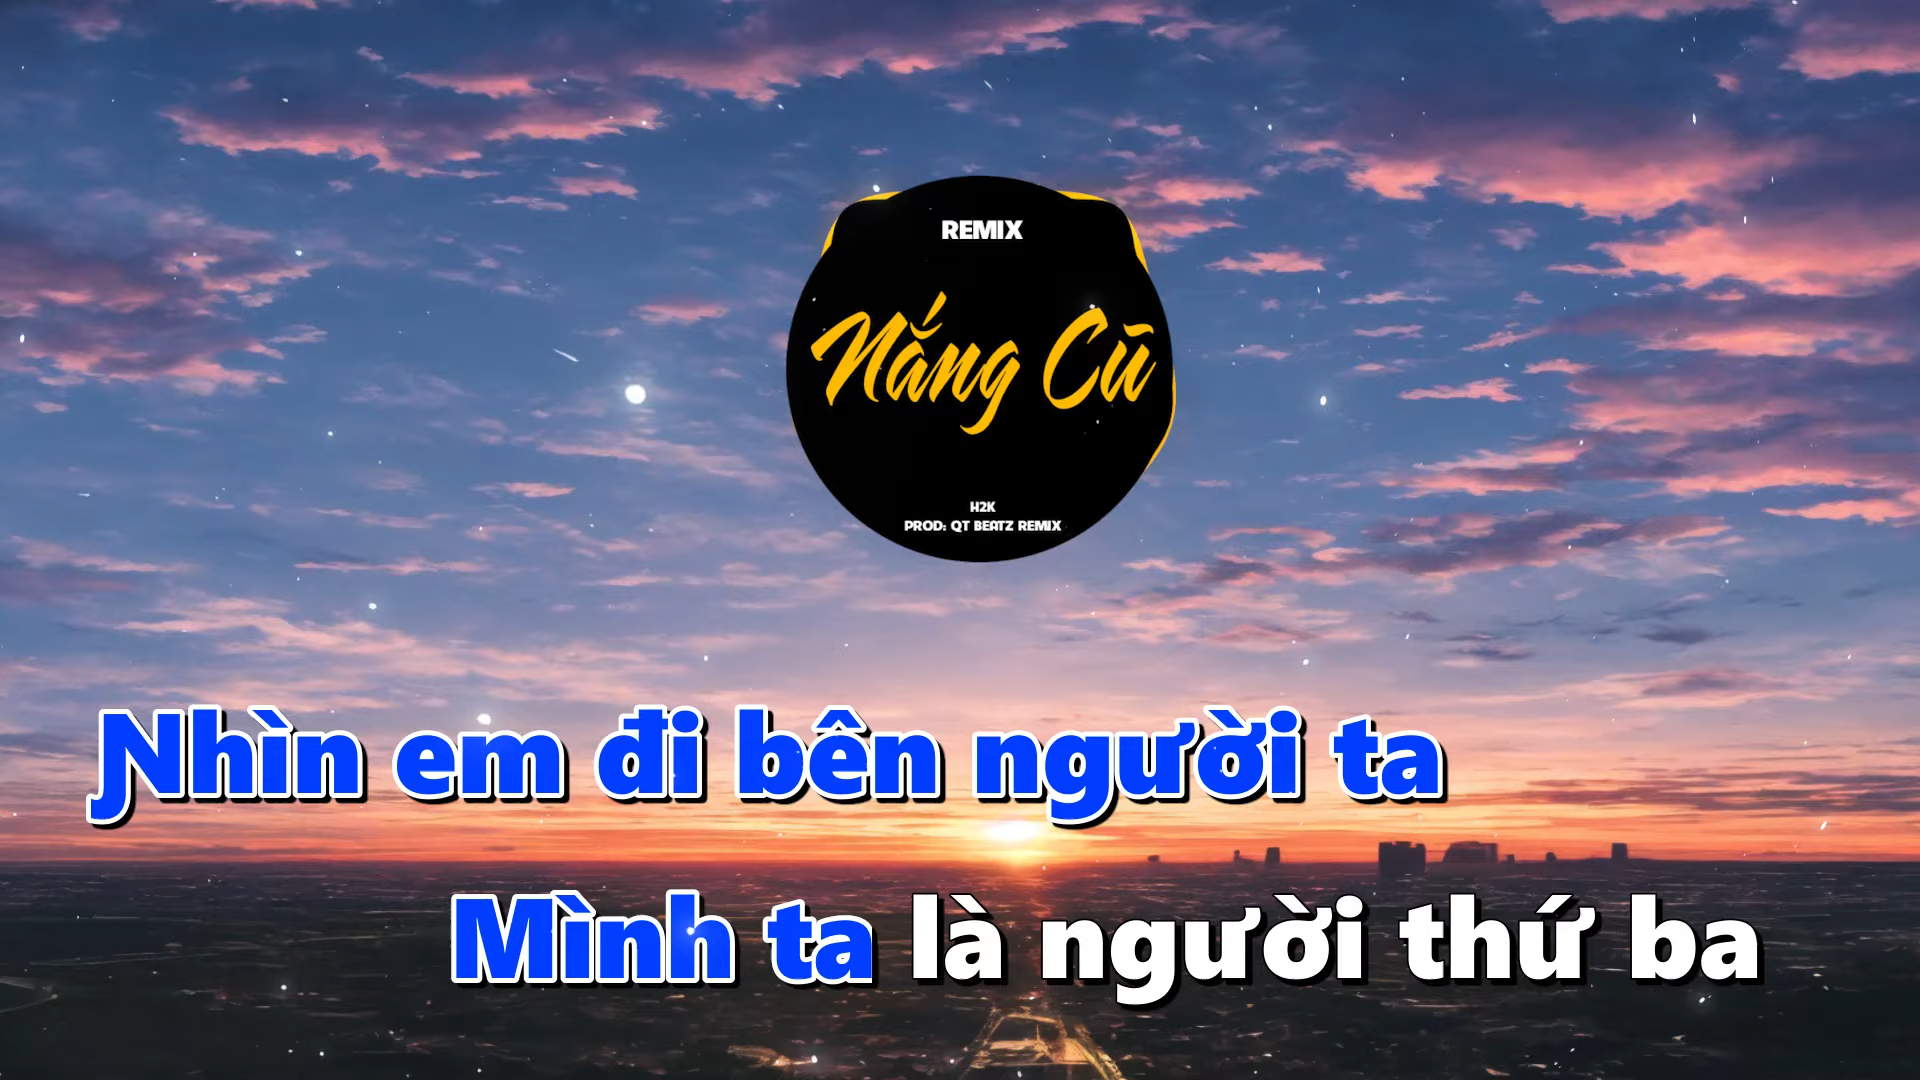 REMIX
Nắng Cũ
H2K
PROD: QT BEATZ REMIX
Nhìn em đi bên người ta
Mình ta là người thứ ba